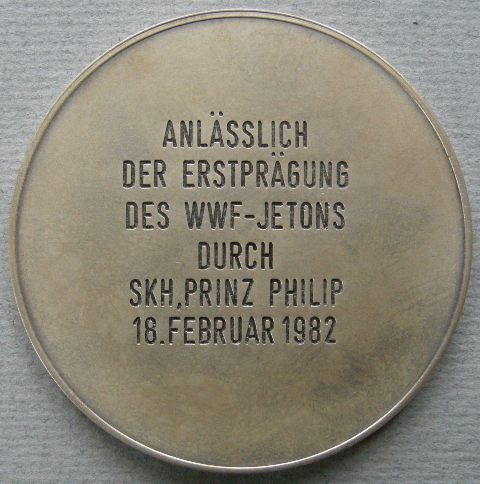 ANLÄSSLICH
DER ERSTPRÄGUNG
DES WWF-JETONS
DURCH
SKH,PRINZ PHILIP
18.FEBRUAR 1982